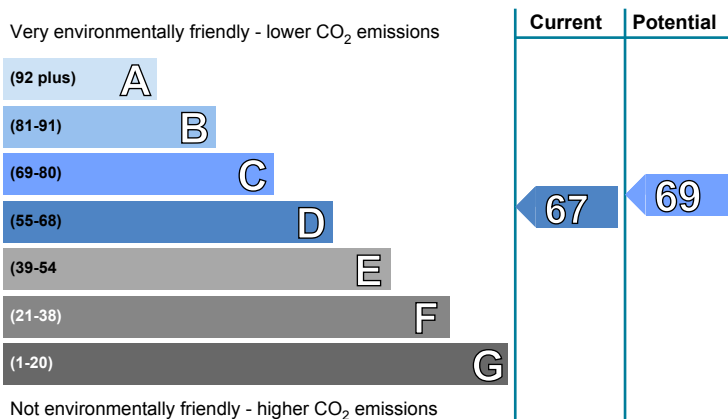 Current Potential
Very environmentally friendly - lower CO2 emissions
(92 plus) A
(81-91) B
(69-80) C
(55-68) D
67 69
(39-54 E
(21-38) F
(1-20) G
Not environmentally friendly - higher CO2 emissions